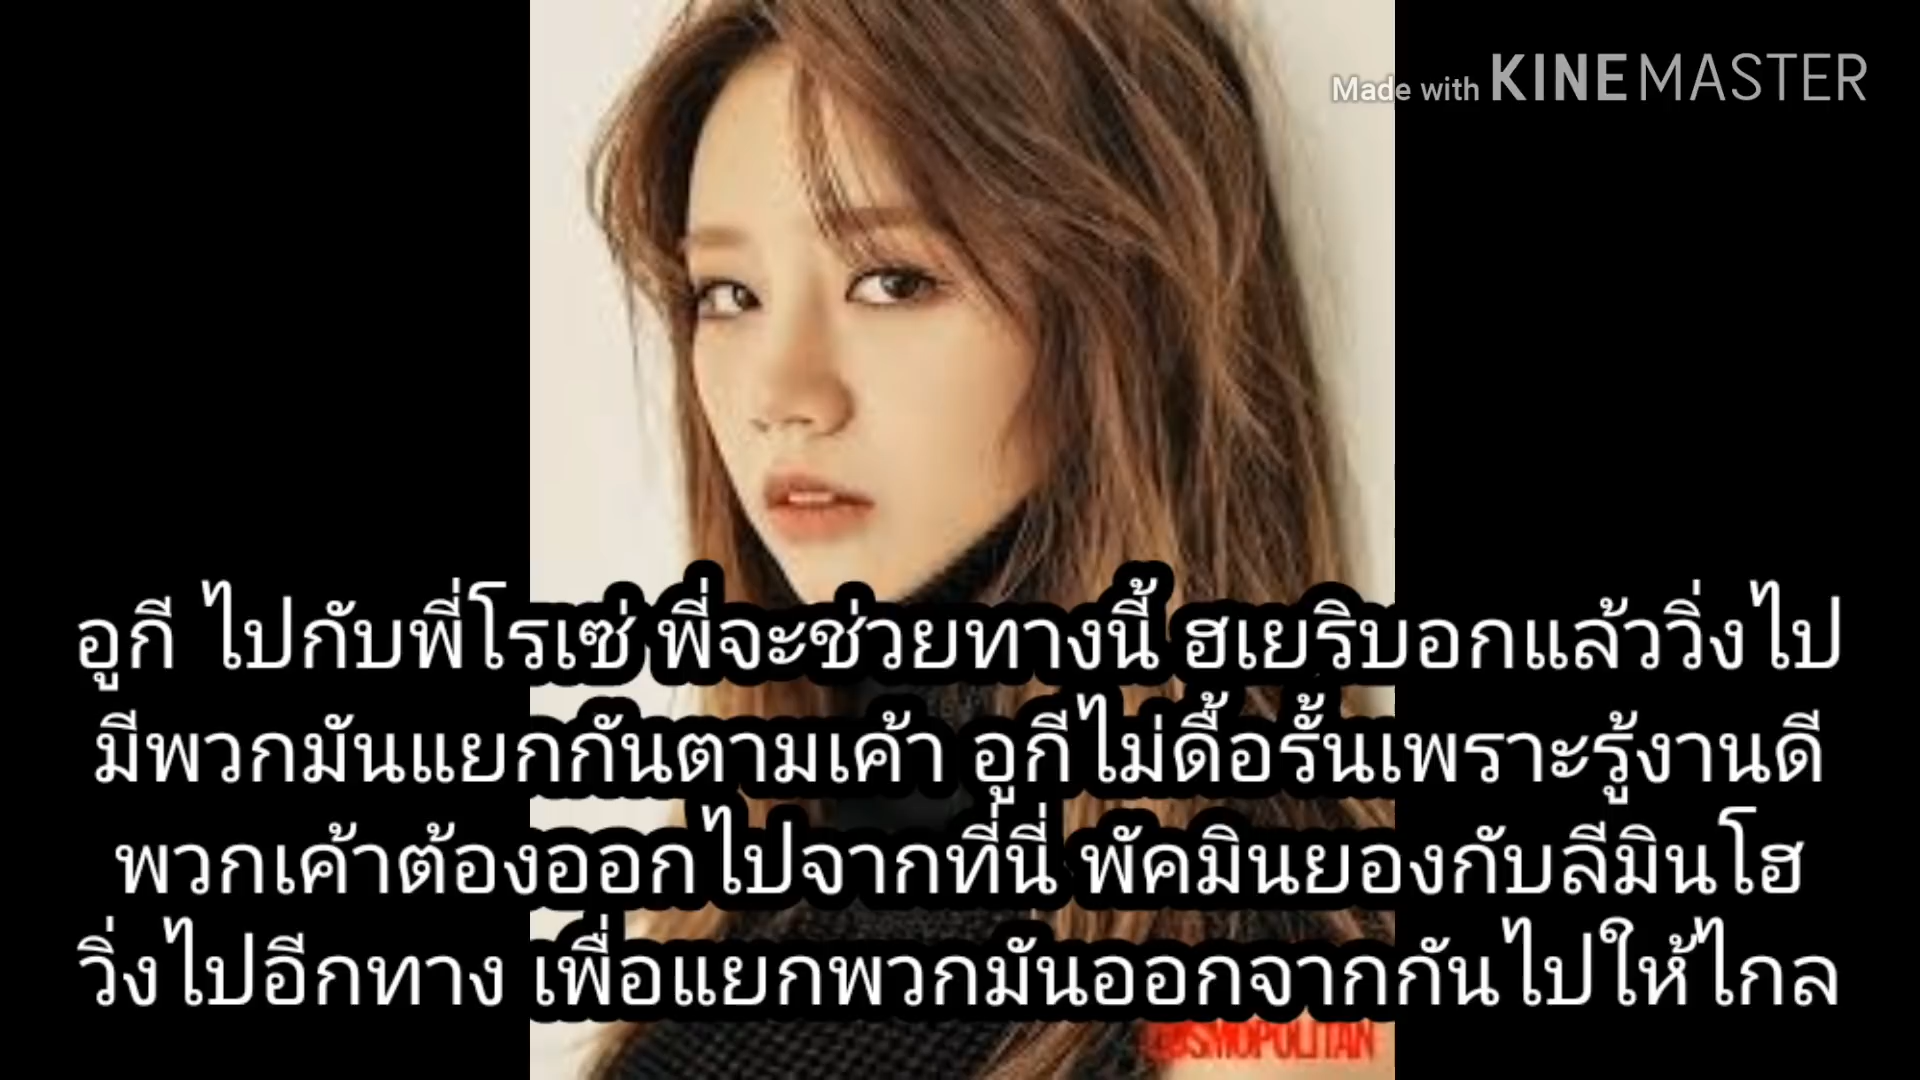 Made with KINEMASTER
อูกี ไปกับพี่โรเซ่ พี่จะช่วยทางนี้ ฮเยริบอกแล้ววิ่งไป
มีพวกมันแยกกันตามเค้า อูกีไม่ดื้อรั้นเพราะรู้งานดี
พวกเค้าต้องออกไปจากที่นี่ พัคมินยองกับลีมินโฮ
วิ่งไปอีกทาง เพื่อแยกพวกมันออกจากกันไปให้ไกล
COSMOPOLITAN